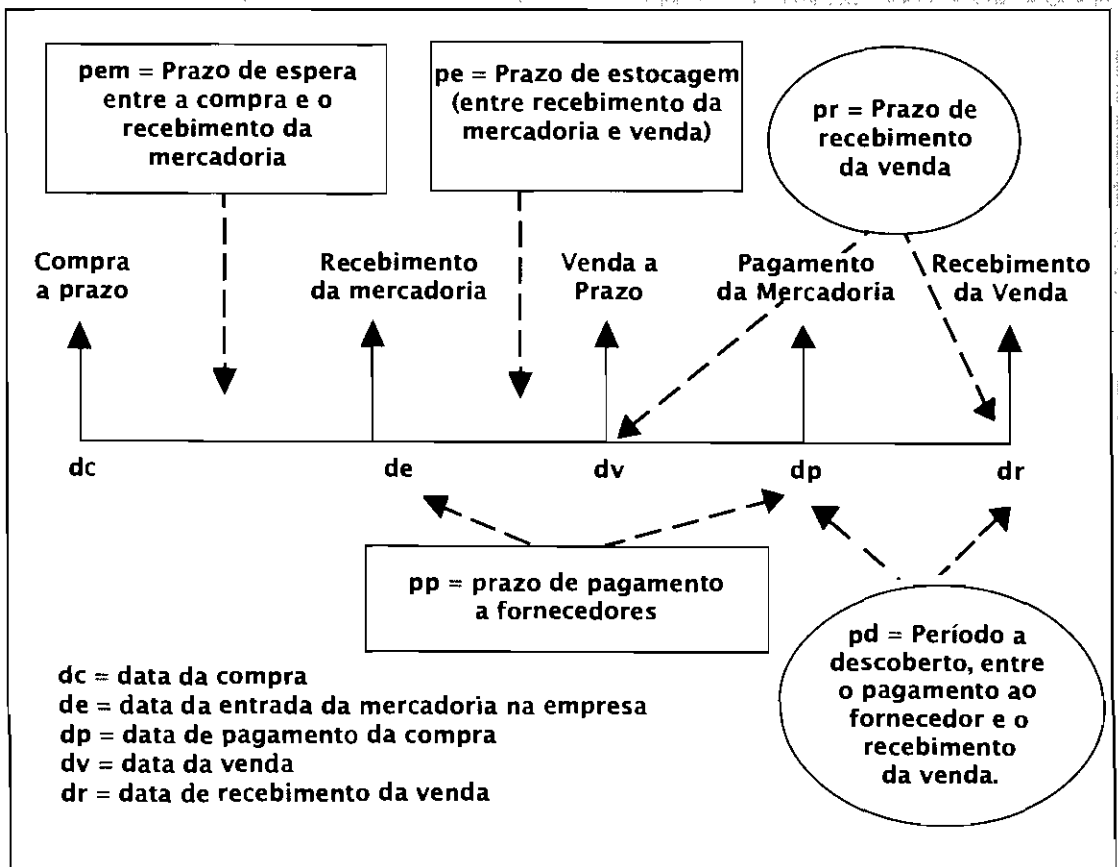 pem = Prazo de espera
entre a compra e o
recebimento da
mercadoria
pe = Prazo de estocagem
(entre recebimento da
mercadoria e venda)
pr = Prazo de
recebimento
da venda
Compra
a prazo
Recebimento
da mercadoria
Venda a
Prazo
Pagamento
da Mercadoria
Recebimento
da Venda
dc
de
dv
dp
dr
pp = prazo de pagamento
a fornecedores
pd = Período a
descoberto, entre
o pagamento ao
fornecedor e o
recebimento
da venda.
dc = data da compra
de = data da entrada da mercadoria na empresa
dp = data de pagamento da compra
dv = data da venda
dr = data de recebimento da venda